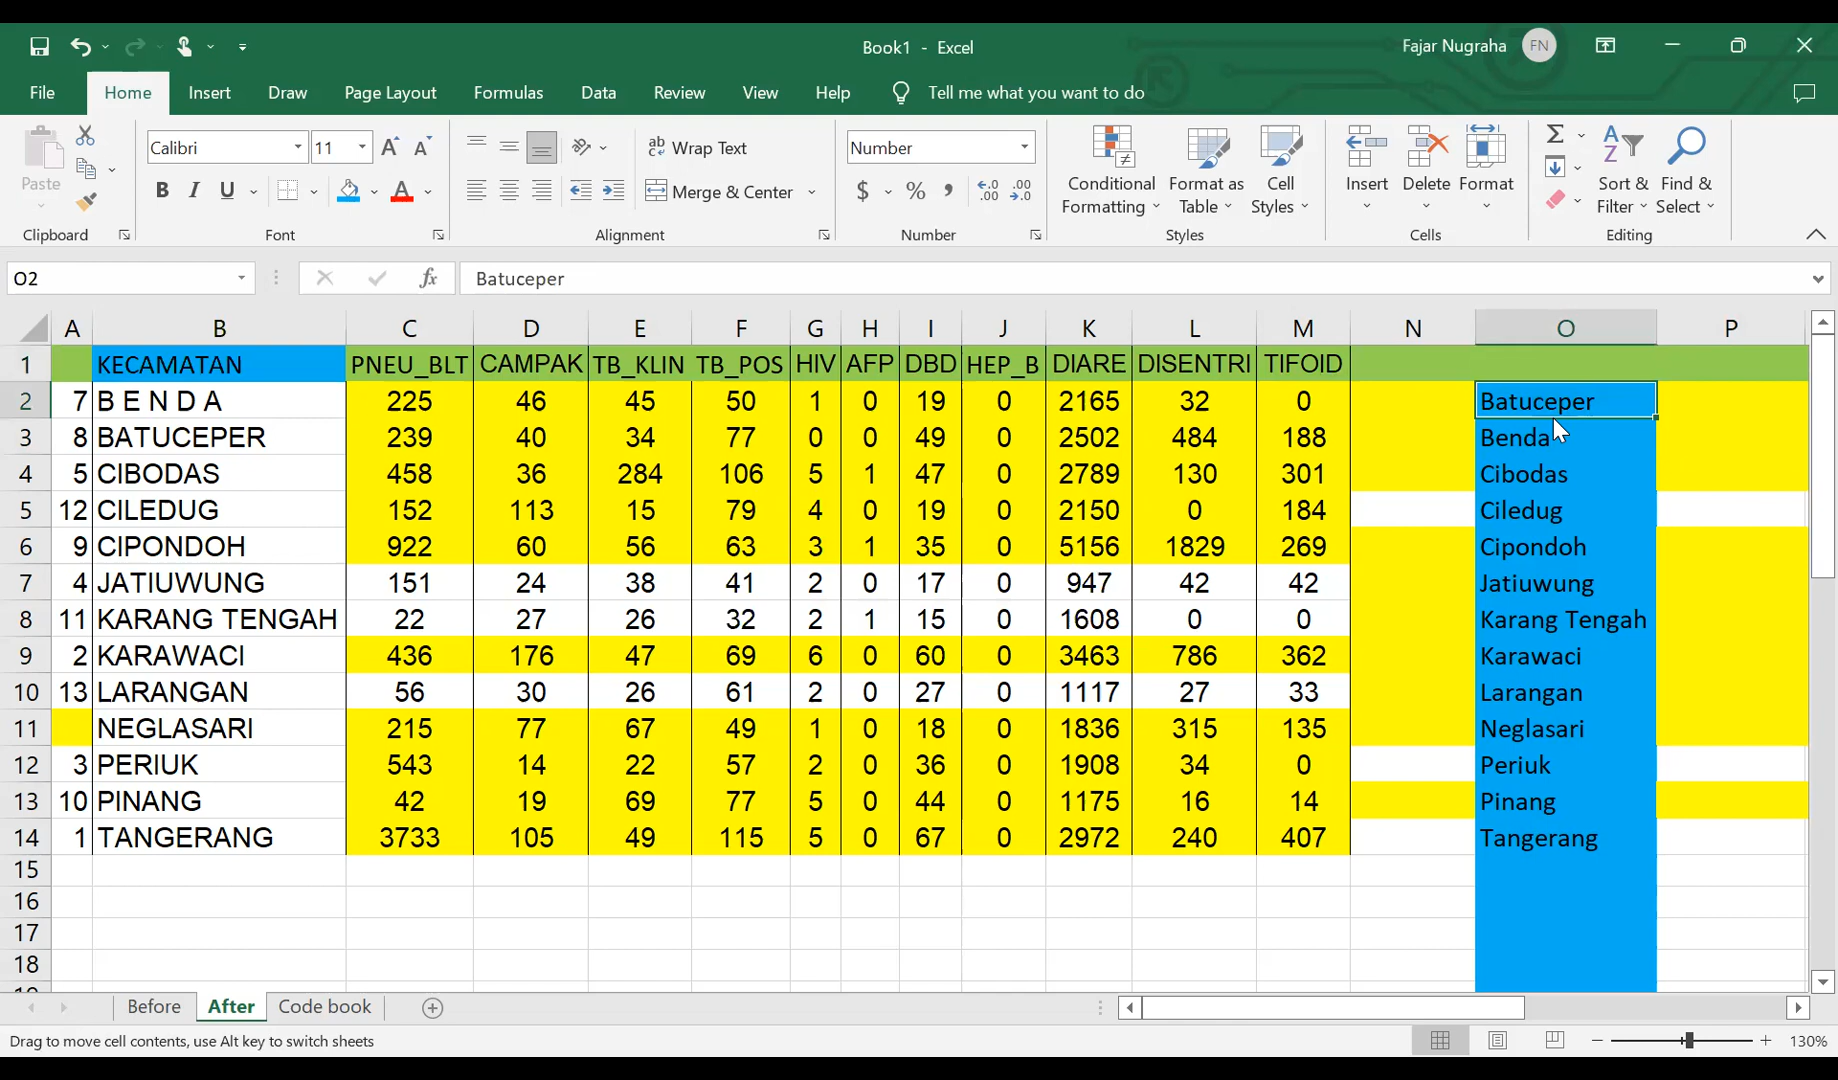 Book1 - Excel
Fajar Nugraha FN
File Home Insert Draw Page Layout Formulas Data Review View Help Tell me what you want to do
Paste
Clipboard
Calibri 11
B I U A
Font
ab Wrap Text
Merge & Center
Alignment
Number
$ % 9
Number
Conditional Formatting
Format as Table
Cell Styles
Styles
Insert Delete Format
Cells
Sort & Filter
Find & Select
Editing
O2 fx Batuceper
A B C D E F G H I J K L M N O P
1 KECAMATAN PNEU_BLT CAMPAK TB_KLIN TB_POS HIV AFP DBD HEP_B DIARE DISENTRI TIFOID
2 7 B E N D A 225 46 45 50 1 0 19 0 2165 32 0 Batuceper
3 8 BATUCEPER 239 40 34 77 0 0 49 0 2502 484 188 Benda
4 5 CIBODAS 458 36 284 106 5 1 47 0 2789 130 301 Cibodas
5 12 CILEDUG 152 113 15 79 4 0 19 0 2150 0 184 Ciledug
6 9 CIPONDOH 922 60 56 63 3 1 35 0 5156 1829 269 Cipondoh
7 4 JATIUWUNG 151 24 38 41 2 0 17 0 947 42 42 Jatiuwung
8 11 KARANG TENGAH 22 27 26 32 2 1 15 0 1608 0 0 Karang Tengah
9 2 KARAWACI 436 176 47 69 6 0 60 0 3463 786 362 Karawaci
10 13 LARANGAN 56 30 26 61 2 0 27 0 1117 27 33 Larangan
11 NEGLASARI 215 77 67 49 1 0 18 0 1836 315 135 Neglasari
12 3 PERIUK 543 14 22 57 2 0 36 0 1908 34 0 Periuk
13 10 PINANG 42 19 69 77 5 0 44 0 1175 16 14 Pinang
14 1 TANGERANG 3733 105 49 115 5 0 67 0 2972 240 407 Tangerang
15
16
17
18
Before After Code book
Drag to move cell contents, use Alt key to switch sheets 130%